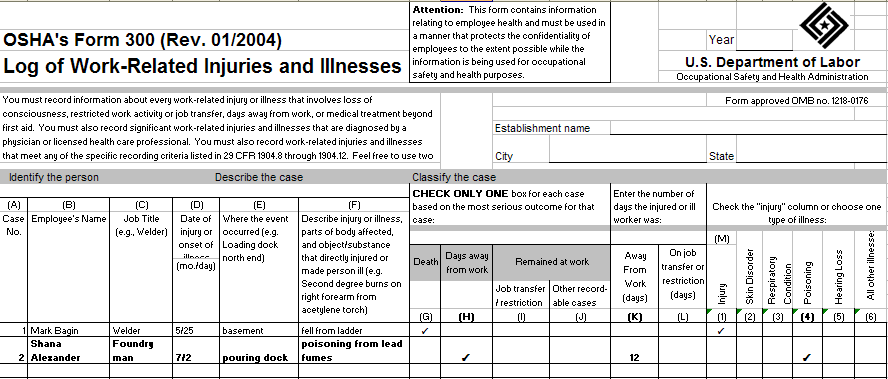 Attention: This form contains information
relating to employee health and must be used in
a manner that protects the confidentiality of
employees to the extent possible while the
information is being used for occupational
safety and health purposes.
OSHA's Form 300 (Rev. 01/2004)
Log of Work-Related Injuries and Illnesses
Year
U.S. Department of Labor
Occupational Safety and Health Administration
You must record information about every work-related injury or illness that involves loss of
consciousness, restricted work activity or job transfer, days away from work, or medical treatment beyond
first aid. You must also record significant work-related injuries and illnesses that are diagnosed by a
physician or licensed health care professional. You must also record work-related injuries and illnesses
that meet any of the specific recording criteria listed in 29 CFR 1904.8 through 1904.12. Feel free to use two
Form approved OMB no. 1218-0176
Establishment name
City
State
Identify the person
Describe the case
Classify the case
(A)
Case
No.
(B)
Employee's Name
(C)
Job Title
(e.g., Welder)
(D)
Date of
injury or
onset of
illness
(mo./day)
(E)
Where the event
occurred (e.g.
Loading dock
north end)
(F)
Describe injury or illness,
parts of body affected,
and object/substance
that directly injured or
made person ill (e.g.
Second degree burns on
right forearm from
acetylene torch)
CHECK ONLY ONE box for each case
based on the most serious outcome for that
case:
Death
Days away
from work
Remained at work
Job transfer
/ restriction
Other record-
able cases
(G)
(H)
(I)
(J)
Enter the number of
days the injured or ill
worker was:
Away
From
Work
(days)
On job
transfer or
restriction
(days)
(K)
(L)
Check the "injury" column or choose one
type of illness:
(M)
Injury
Skin Disorder
Respiratory
Condition
Poisoning
Hearing Loss
All other illnesses
(1)
(2)
(3)
(4)
(5)
(6)
1 Mark Bagin Welder 5/25 basement fell from ladder ✓ ✓
2 Shana Alexander Foundry man 7/2 pouring dock poisoning from lead fumes ✓ 12 ✓